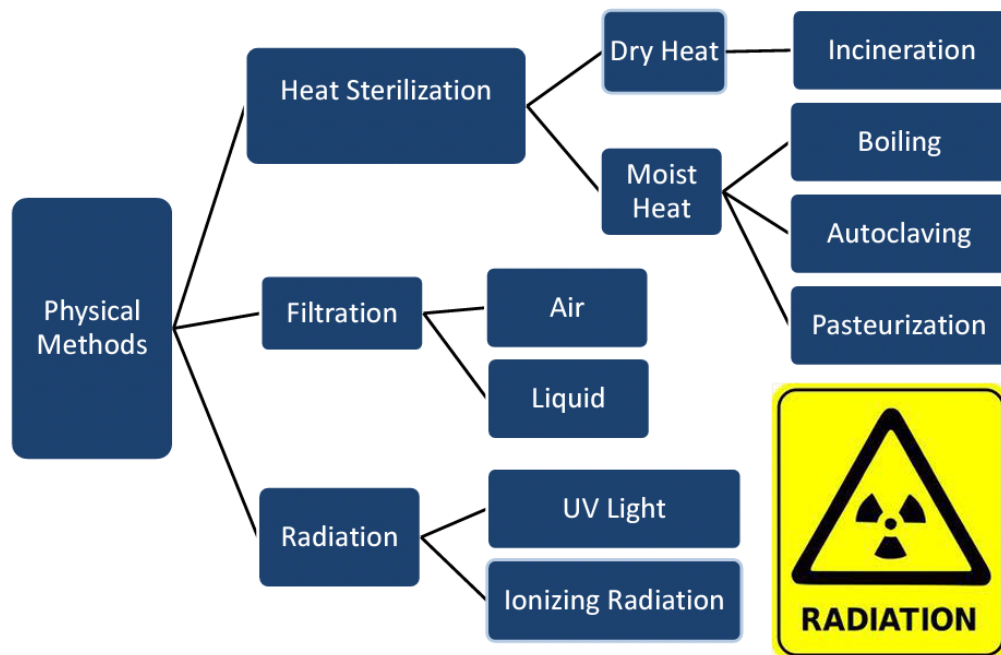 Physical
Methods
Heat Sterilization
Dry Heat
Incineration
Moist
Heat
Boiling
Autoclaving
Pasteurization
Filtration
Air
Liquid
Radiation
UV Light
Ionizing Radiation
RADIATION